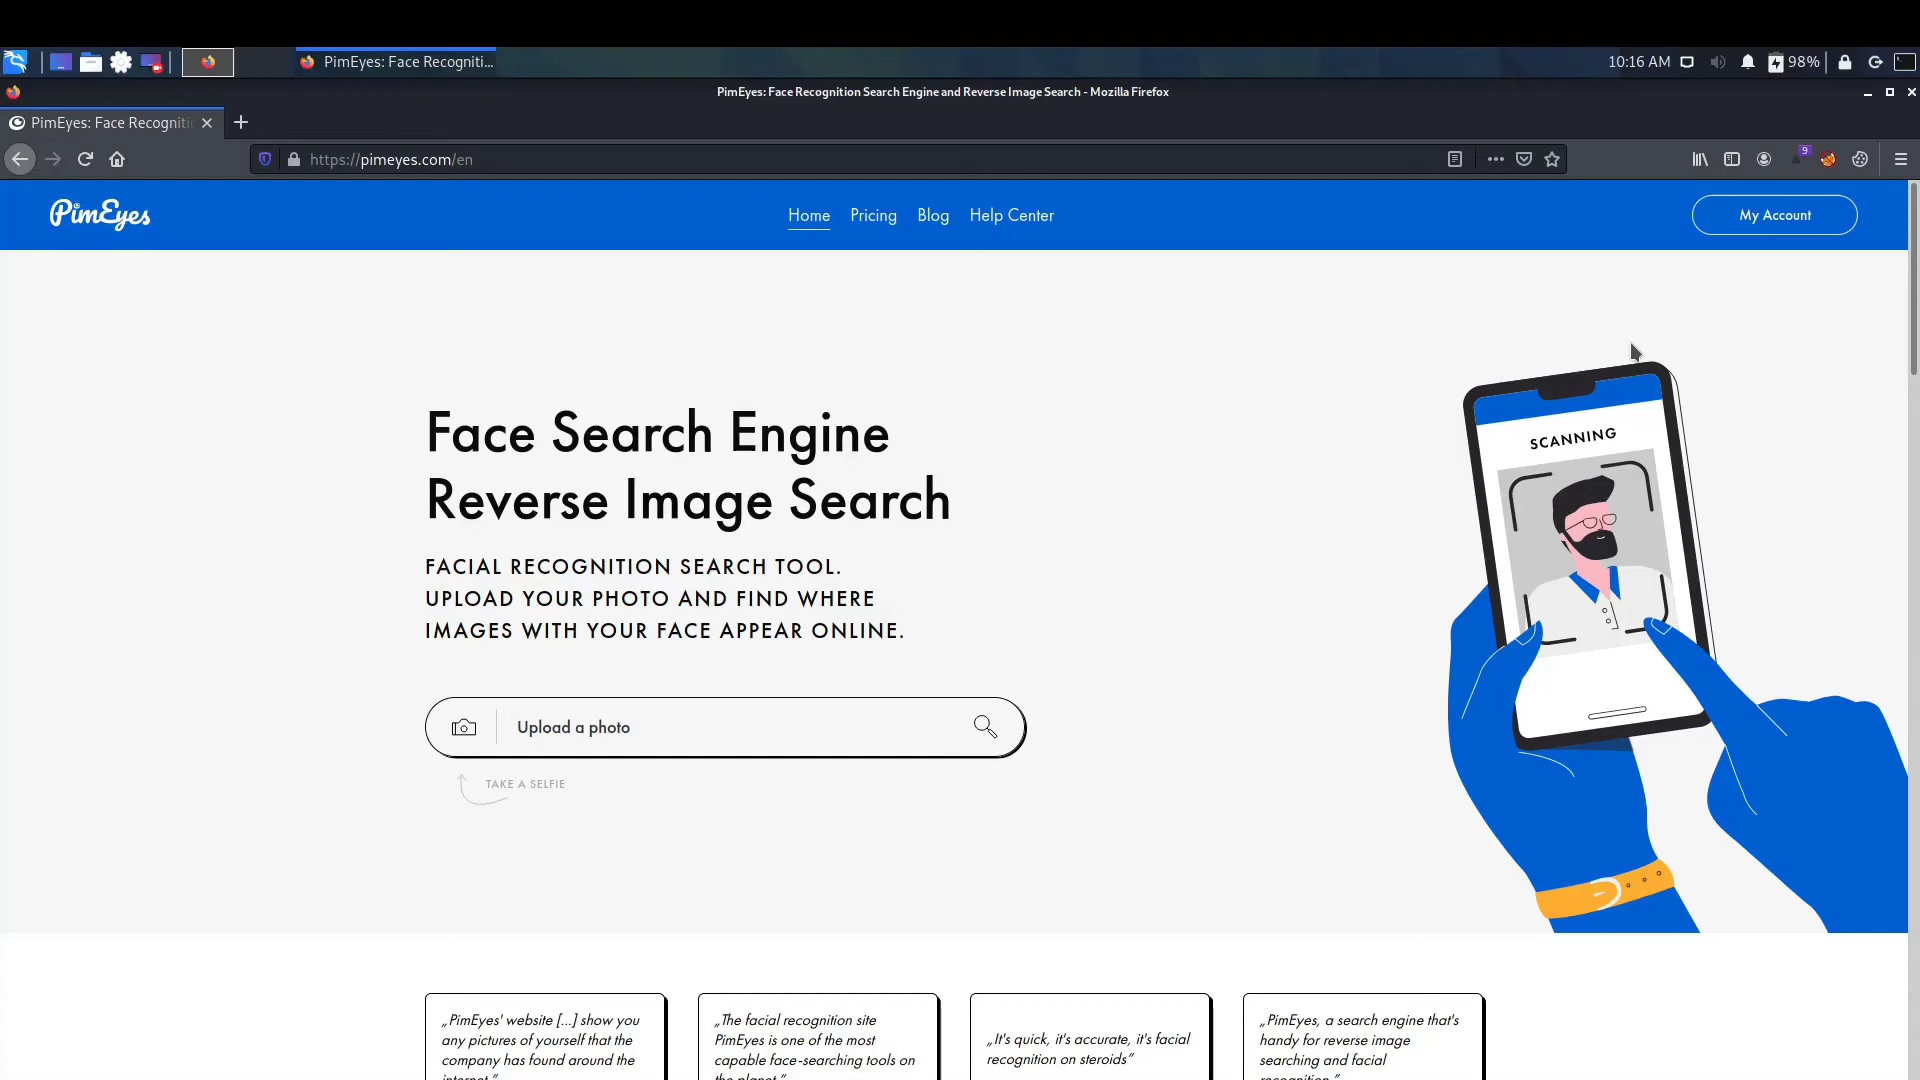 PimEyes: Face Recogniti...
10:16 AM
98%
PimEyes: Face Recognition Search Engine and Reverse Image Search - Mozilla Firefox
PimEyes: Face Recogniti
https://pimeyes.com/en
9
PimEyes
Home
Pricing
Blog
Help Center
My Account
Face Search Engine
Reverse Image Search
FACIAL RECOGNITION SEARCH TOOL.
UPLOAD YOUR PHOTO AND FIND WHERE
IMAGES WITH YOUR FACE APPEAR ONLINE.
Upload a photo
TAKE A SELFIE
SCANNING
„PimEyes' website [...] show you
any pictures of yourself that the
company has found around the
internet.”
„The facial recognition site
PimEyes is one of the most
capable face-searching tools on
the planet.”
„It's quick, it's accurate, it's facial
recognition on steroids”
„PimEyes, a search engine that's
handy for reverse image
searching and facial
recognition.”